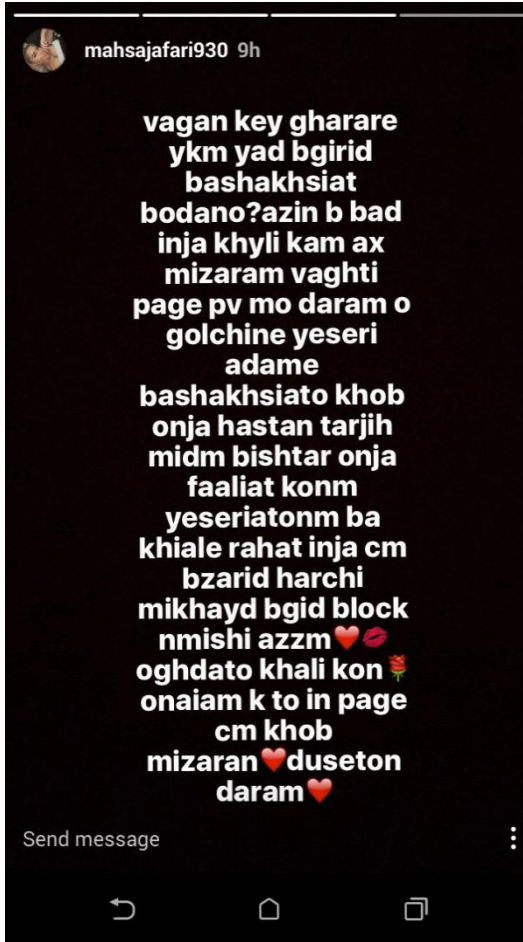 mahsajafari930 9h
vagan key gharare
ykm yad bgirid
bashakhsiat
bodano?azin b bad
inja khyli kam ax
mizaram vaghti
page pv mo daram o
golchine yeseri
adame
bashakhsiato khob
onja hastan tarjih
midm bishtar onja
faaliat konm
yeseriatonm ba
khiale rahat inja cm
bzarid harchi
mikhayd bgid block
nmishi azzm❤️💋
oghdato khali kon🌹
onaiam k to in page
cm khob
mizaran❤️duseton
daram❤️
Send message